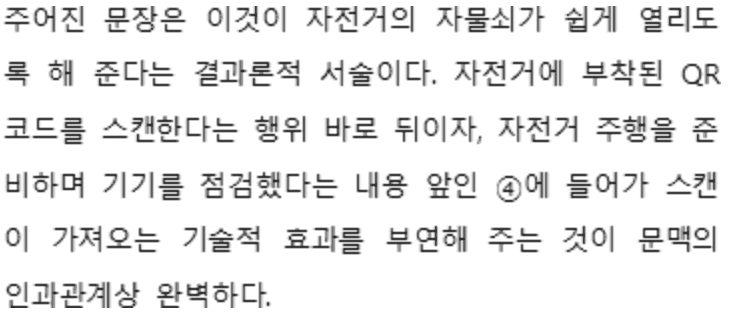 주어진 문장은 이것이 자전거의 자물쇠가 쉽게 열리도
록 해 준다는 결과론적 서술이다. 자전거에 부착된 QR
코드를 스캔한다는 행위 바로 뒤이자, 자전거 주행을 준
비하며 기기를 점검했다는 내용 앞인 ④에 들어가 스캔
이 가져오는 기술적 효과를 부연해 주는 것이 문맥의
인과관계상 완벽하다.